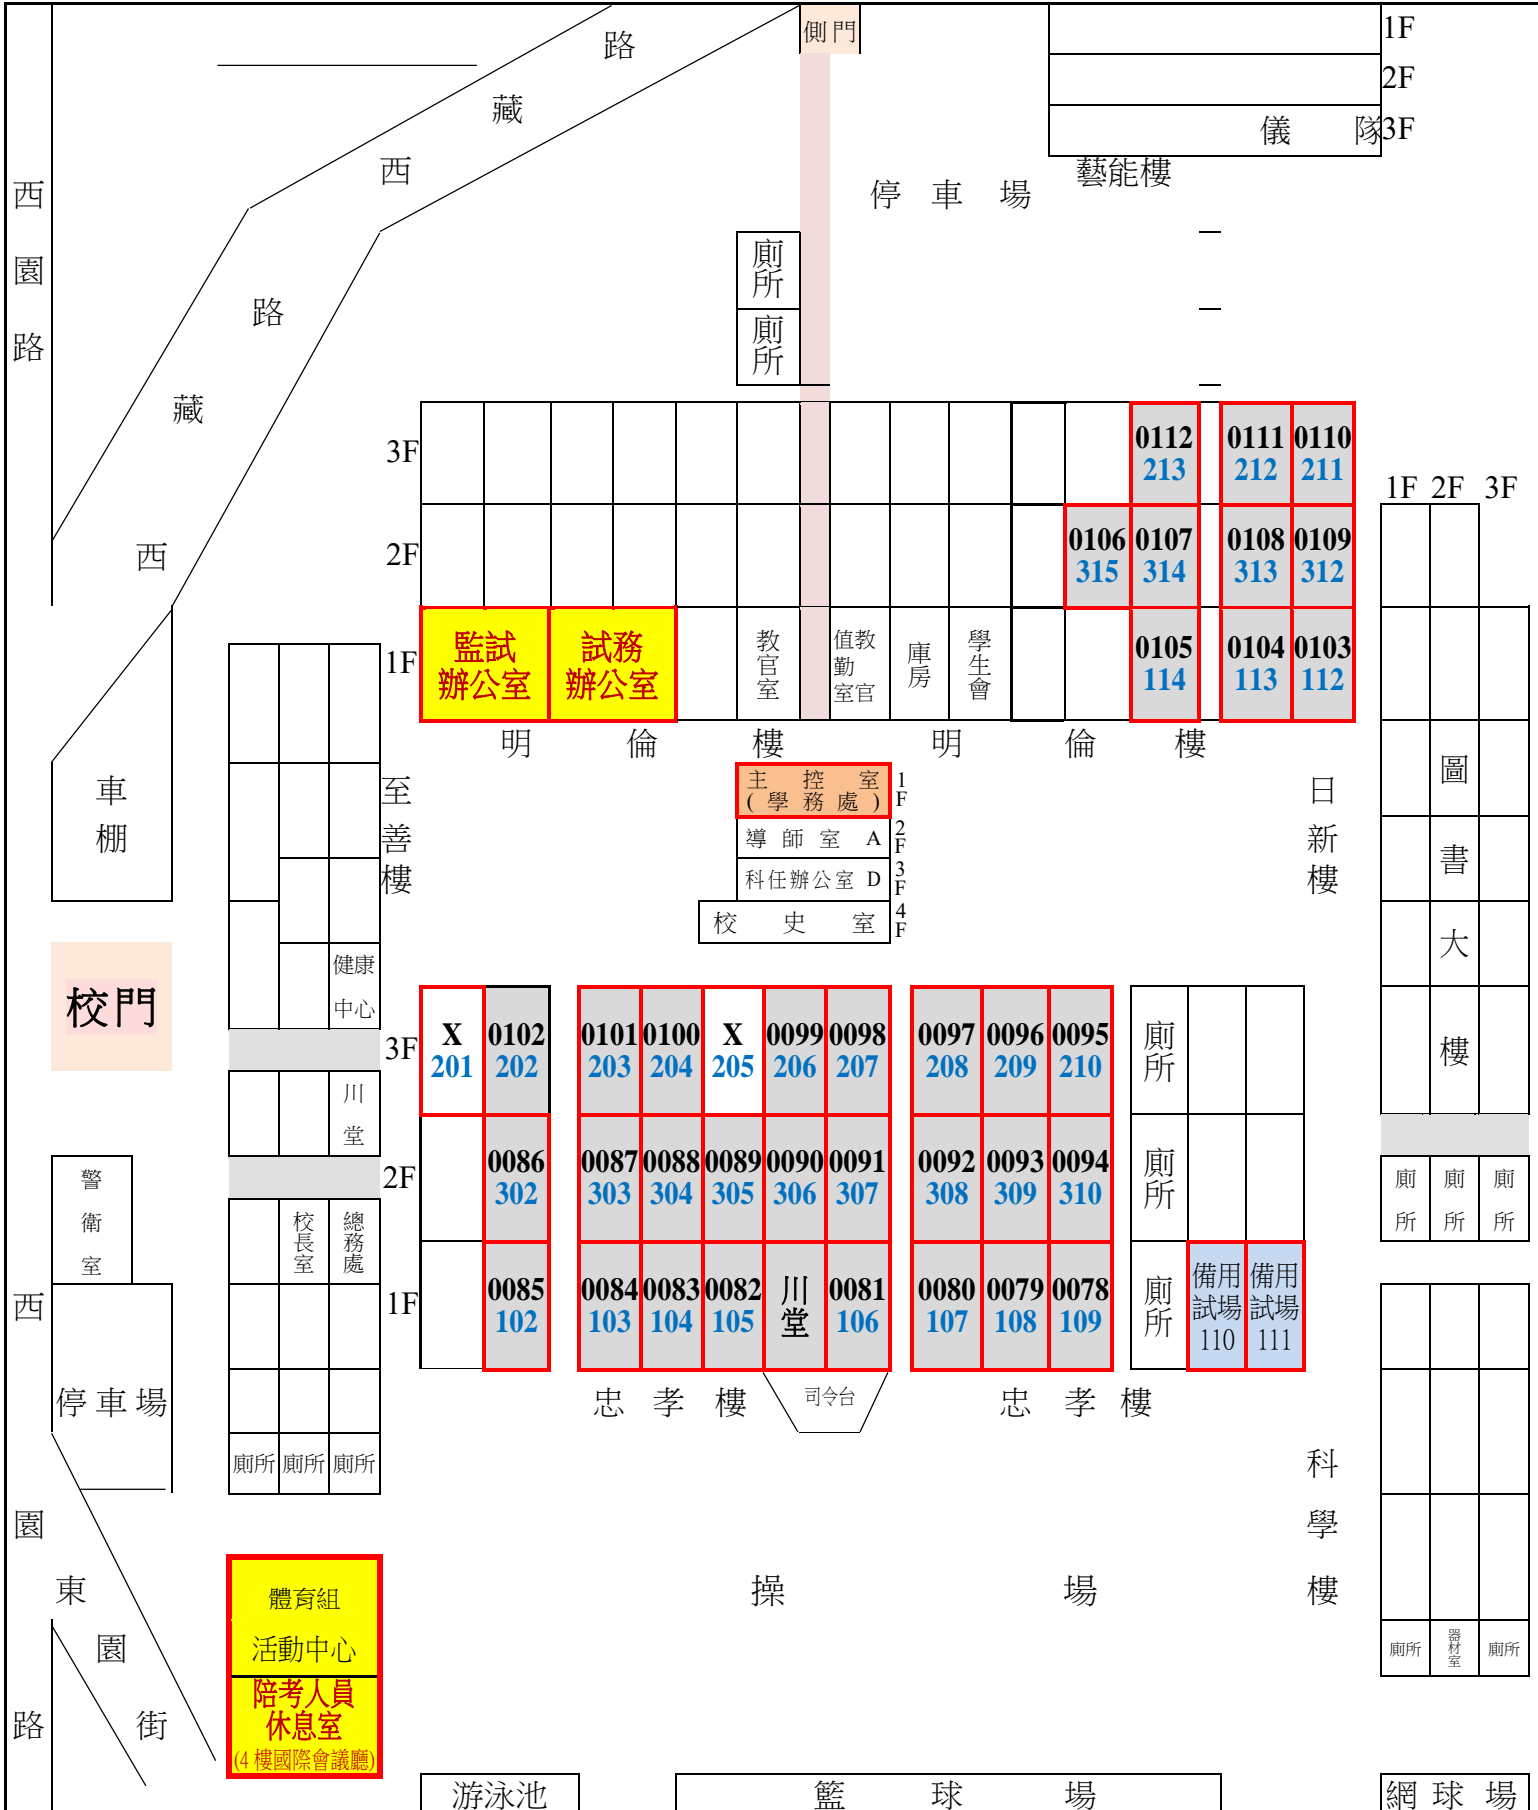 側門
1F
2F
儀 隊 3F
藝能樓
停 車 場
西 園 路
路
藏
西
路
藏
西
廁所
廁所
3F
0112 0111 0110
213 212 211
2F
0106 0107 0108 0109
315 314 313 312
1F
監試 辦公室
試務 辦公室
教官室
值勤室 教官
庫房
學生會
0105 0104 0103
114 113 112
明 倫 樓 明 倫 樓
1F 2F 3F
圖 書 大 樓
車棚
至善樓
日新樓
主 控 室
(學 務 處) 1F
導 師 室 A 2F
科任辦公室 D 3F
校 史 室 4F
校門
健康
中心
川
堂
3F
X 0102 0101 0100 X 0099 0098 0097 0096 0095
201 202 203 204 205 206 207 208 209 210
廁所
2F
0086 0087 0088 0089 0090 0091 0092 0093 0094
302 303 304 305 306 307 308 309 310
廁所
警衛室
校長室
總務處
廁所 廁所 廁所
1F
0085 0084 0083 0082 川堂 0081 0080 0079 0078
102 103 104 105 106 107 108 109
廁所
備用試場110
備用試場111
忠 孝 樓 司令台 忠 孝 樓
停車場
廁所 廁所 廁所
科學樓
西
園
路
東
園
街
體育組
活動中心
陪考人員
休息室
(4 樓國際會議廳)
操 場
廁所 器材室 廁所
游泳池
籃 球 場
網 球 場